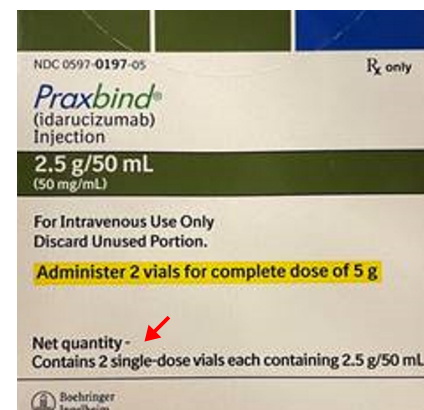 NDC 0597-0197-05
Rx only
Praxbind®
(idarucizumab)
Injection
2.5 g/50 mL
(50 mg/mL)
For Intravenous Use Only
Discard Unused Portion.
Administer 2 vials for complete dose of 5 g
Net quantity-
Contains 2 single-dose vials each containing 2.5 g/50 mL
Boehringer
Ingelheim